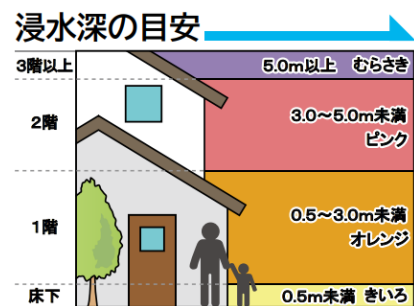 浸水深の目安
3階以上
5.0m以上 むらさき
2階
3.0〜5.0m未満
ピンク
1階
0.5〜3.0m未満
オレンジ
床下
0.5m未満 きいろ